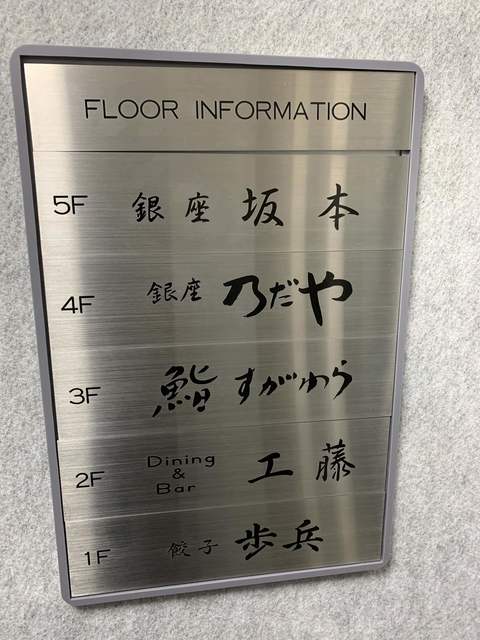 FLOOR INFORMATION
5F 銀座 坂本
4F 銀座 乃だや
3F 鮨 すがわら
2F Dining & Bar 工藤
1F 餃子 歩兵